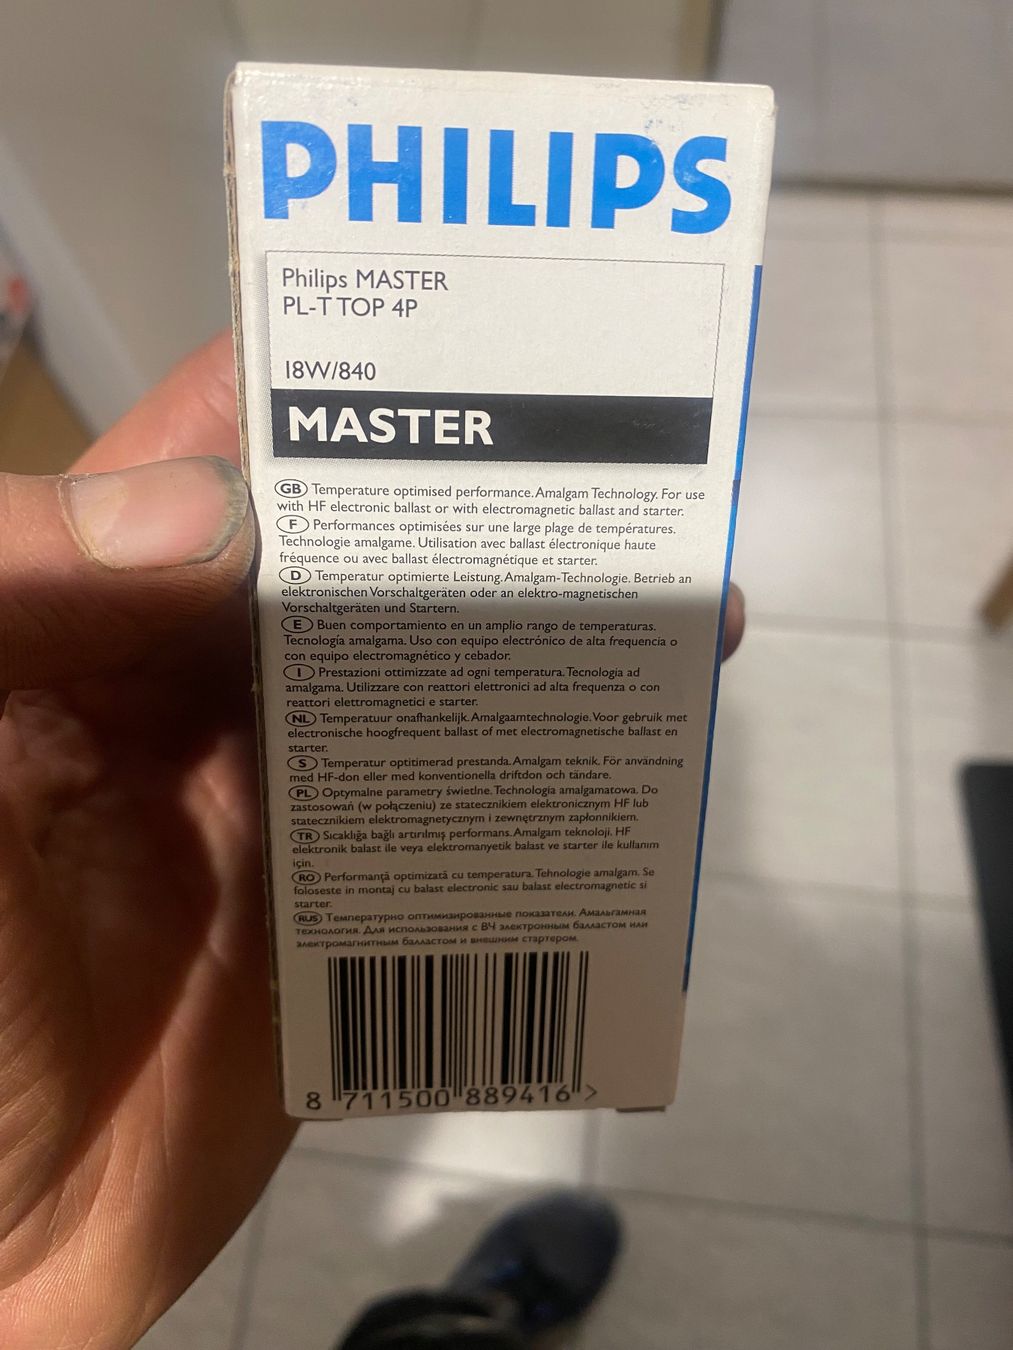 PHILIPS
Philips MASTER
PL-T TOP 4P
18W/840
MASTER
GB Temperature optimised performance. Amalgam Technology. For use
with HF electronic ballast or with electromagnetic ballast and starter.
F Performances optimisées sur une large plage de températures.
Technologie amalgame. Utilisation avec ballast électronique haute
fréquence ou avec ballast électromagnétique et starter.
D Temperatur optimierte Leistung. Amalgam-Technologie. Betrieb an
elektronischen Vorschaltgeräten oder an elektro-magnetischen
Vorschaltgeräten und Startern.
E Buen comportamiento en un amplio rango de temperaturas.
Tecnología amalgama. Uso con equipo electrónico de alta frequencia o
con equipo electromagnético y cebador.
I Prestazioni ottimizzate ad ogni temperatura. Tecnologia ad
amalgama. Utilizzare con reattori elettronici ad alta frequenza o con
reattori elettromagnetici e starter.
NL Temperatuur onafhankelijk. Amalgaamtechnologie. Voor gebruik met
electronische hoogfrequent ballast of met electromagnetische ballast en
starter.
S Temperatur optitimerad prestanda. Amalgam teknik. För användning
med HF-don eller med konventionella driftdon och tändare.
PL Optymalne parametry świetlne. Technologia amalgamatowa. Do
zastosowań (w połączeniu) ze statecznikiem elektronicznym HF lub
statecznikiem elektromagnetycznym i zewnętrznym zapłonnikiem.
TR Sıcaklığa bağlı artırılmış performans. Amalgam teknoloji. HF
elektronik balast ile veya elektromanyetik balast ve starter ile kullanım
için.
RO Performanţă optimizată cu temperatura. Tehnologie amalgam. Se
foloseste in montaj cu balast electronic sau balast electromagnetic si
starter.
RUS Температурно оптимизированные показатели. Амальгамная
технология. Для использования с ВЧ электронным балластом или
электромагнитным балластом и внешним стартером.
8 711500 889416 >